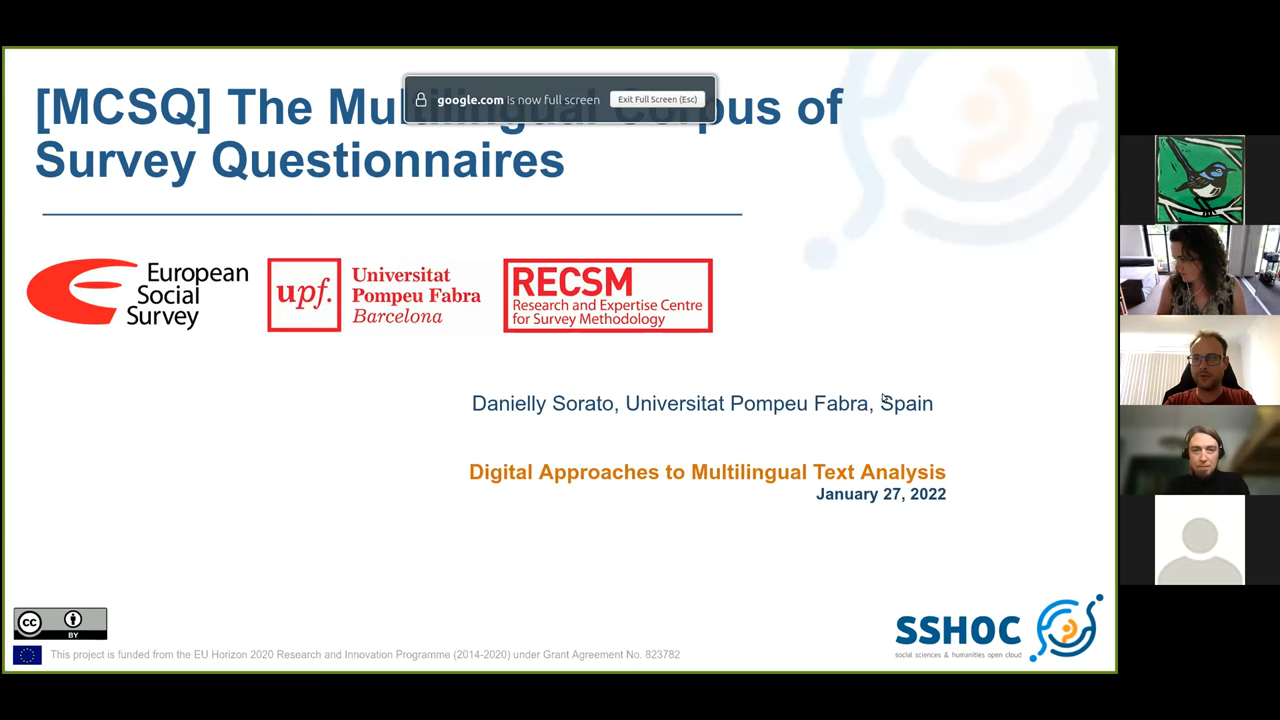 [MCSQ] The Multilingual Corpus of
Survey Questionnaires
google.com is now full screen
Exit Full Screen (Esc)
European
Social
Survey
upf.
Universitat
Pompeu Fabra
Barcelona
RECSM
Research and Expertise Centre
for Survey Methodology
Danielly Sorato, Universitat Pompeu Fabra, Spain
Digital Approaches to Multilingual Text Analysis
January 27, 2022
cc
BY
This project is funded from the EU Horizon 2020 Research and Innovation Programme (2014-2020) under Grant Agreement No. 823782
SSHOC
social sciences & humanities open cloud